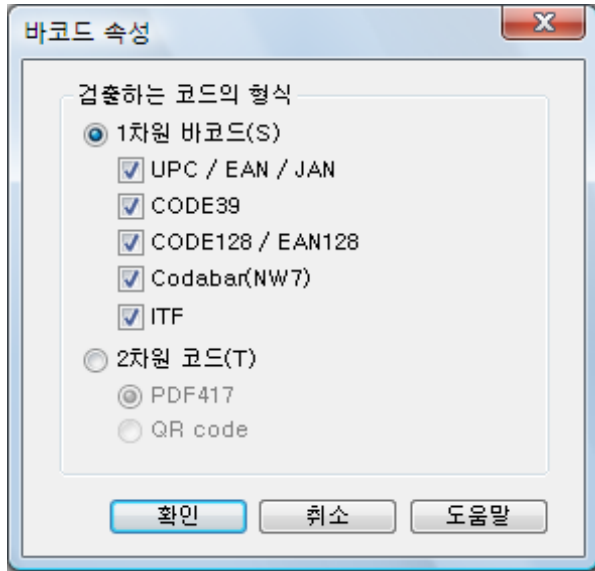 바코드 속성
검출하는 코드의 형식
1차원 바코드(S)
UPC / EAN / JAN
CODE39
CODE128 / EAN128
Codabar(NW7)
ITF
2차원 코드(T)
PDF417
QR code
확인
취소
도움말